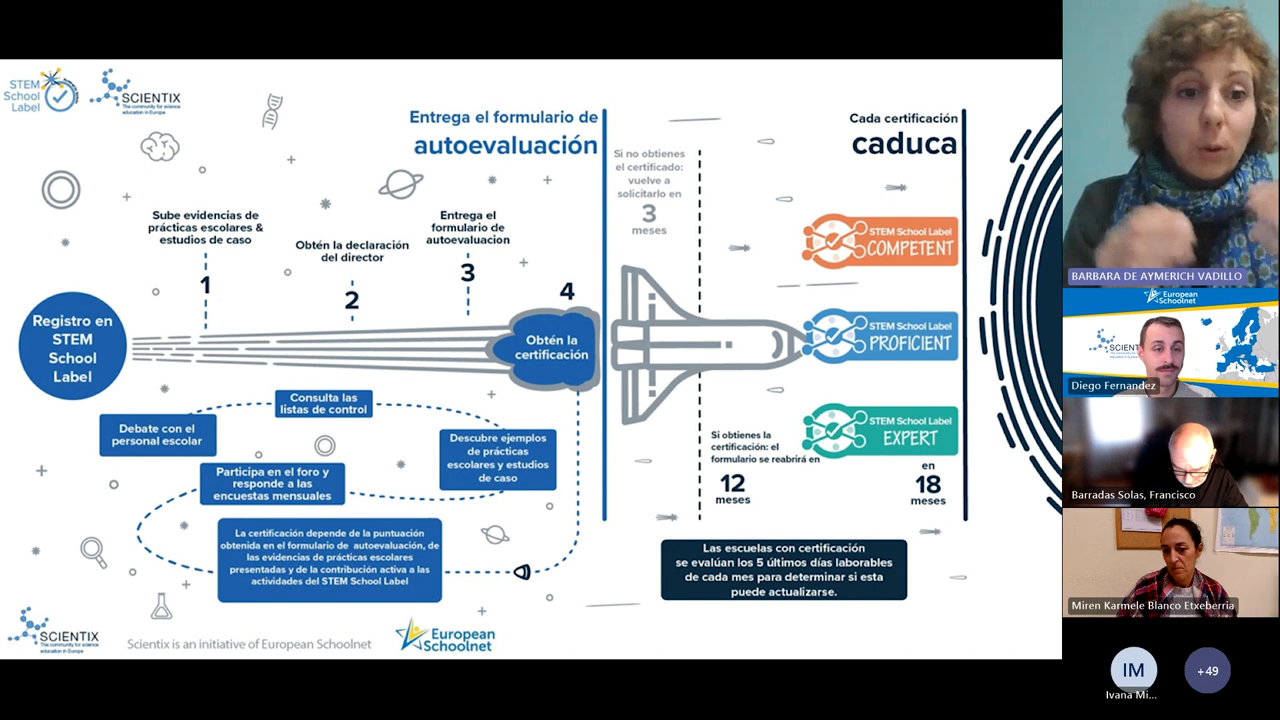 STEM
School
Label
SCIENTIX
The community for science
education in Europe
Entrega el formulario de
autoevaluación
Cada certificación
caduca
Si no obtienes
el certificado:
vuelve a
solicitarlo en
3
meses
Sube evidencias de
prácticas escolares &
estudios de caso
1
Obtén la declaración
del director
2
Entrega el
formulario de
autoevaluacion
3
4
Registro en
STEM
School
Label
Obtén la
certificación
STEM School Label
COMPETENT
STEM School Label
PROFICIENT
STEM School Label
EXPERT
Consulta las
listas de control
Debate con el
personal escolar
Descubre ejemplos
de prácticas
escolares y estudios
de caso
Participa en el foro y
responde a las
encuestas mensuales
La certificación depende de la puntuación
obtenida en el formulario de autoevaluación, de
las evidencias de prácticas escolares
presentadas y de la contribución activa a las
actividades del STEM School Label
Si obtienes la
certificación: el
formulario se reabrirá en
12
meses
en
18
meses
Las escuelas con certificación
se evalúan los 5 últimos días laborables
de cada mes para determinar si esta
puede actualizarse.
SCIENTIX
The community for science
education in Europe
Scientix is an initiative of European Schoolnet
European
Schoolnet
BARBARA DE AYMERICH VADILLO
European
Schoolnet
SCIENT
Diego Fernandez
Barradas Solas, Francisco
Miren Karmele Blanco Etxeberria
IM
Ivana Mi...
+49